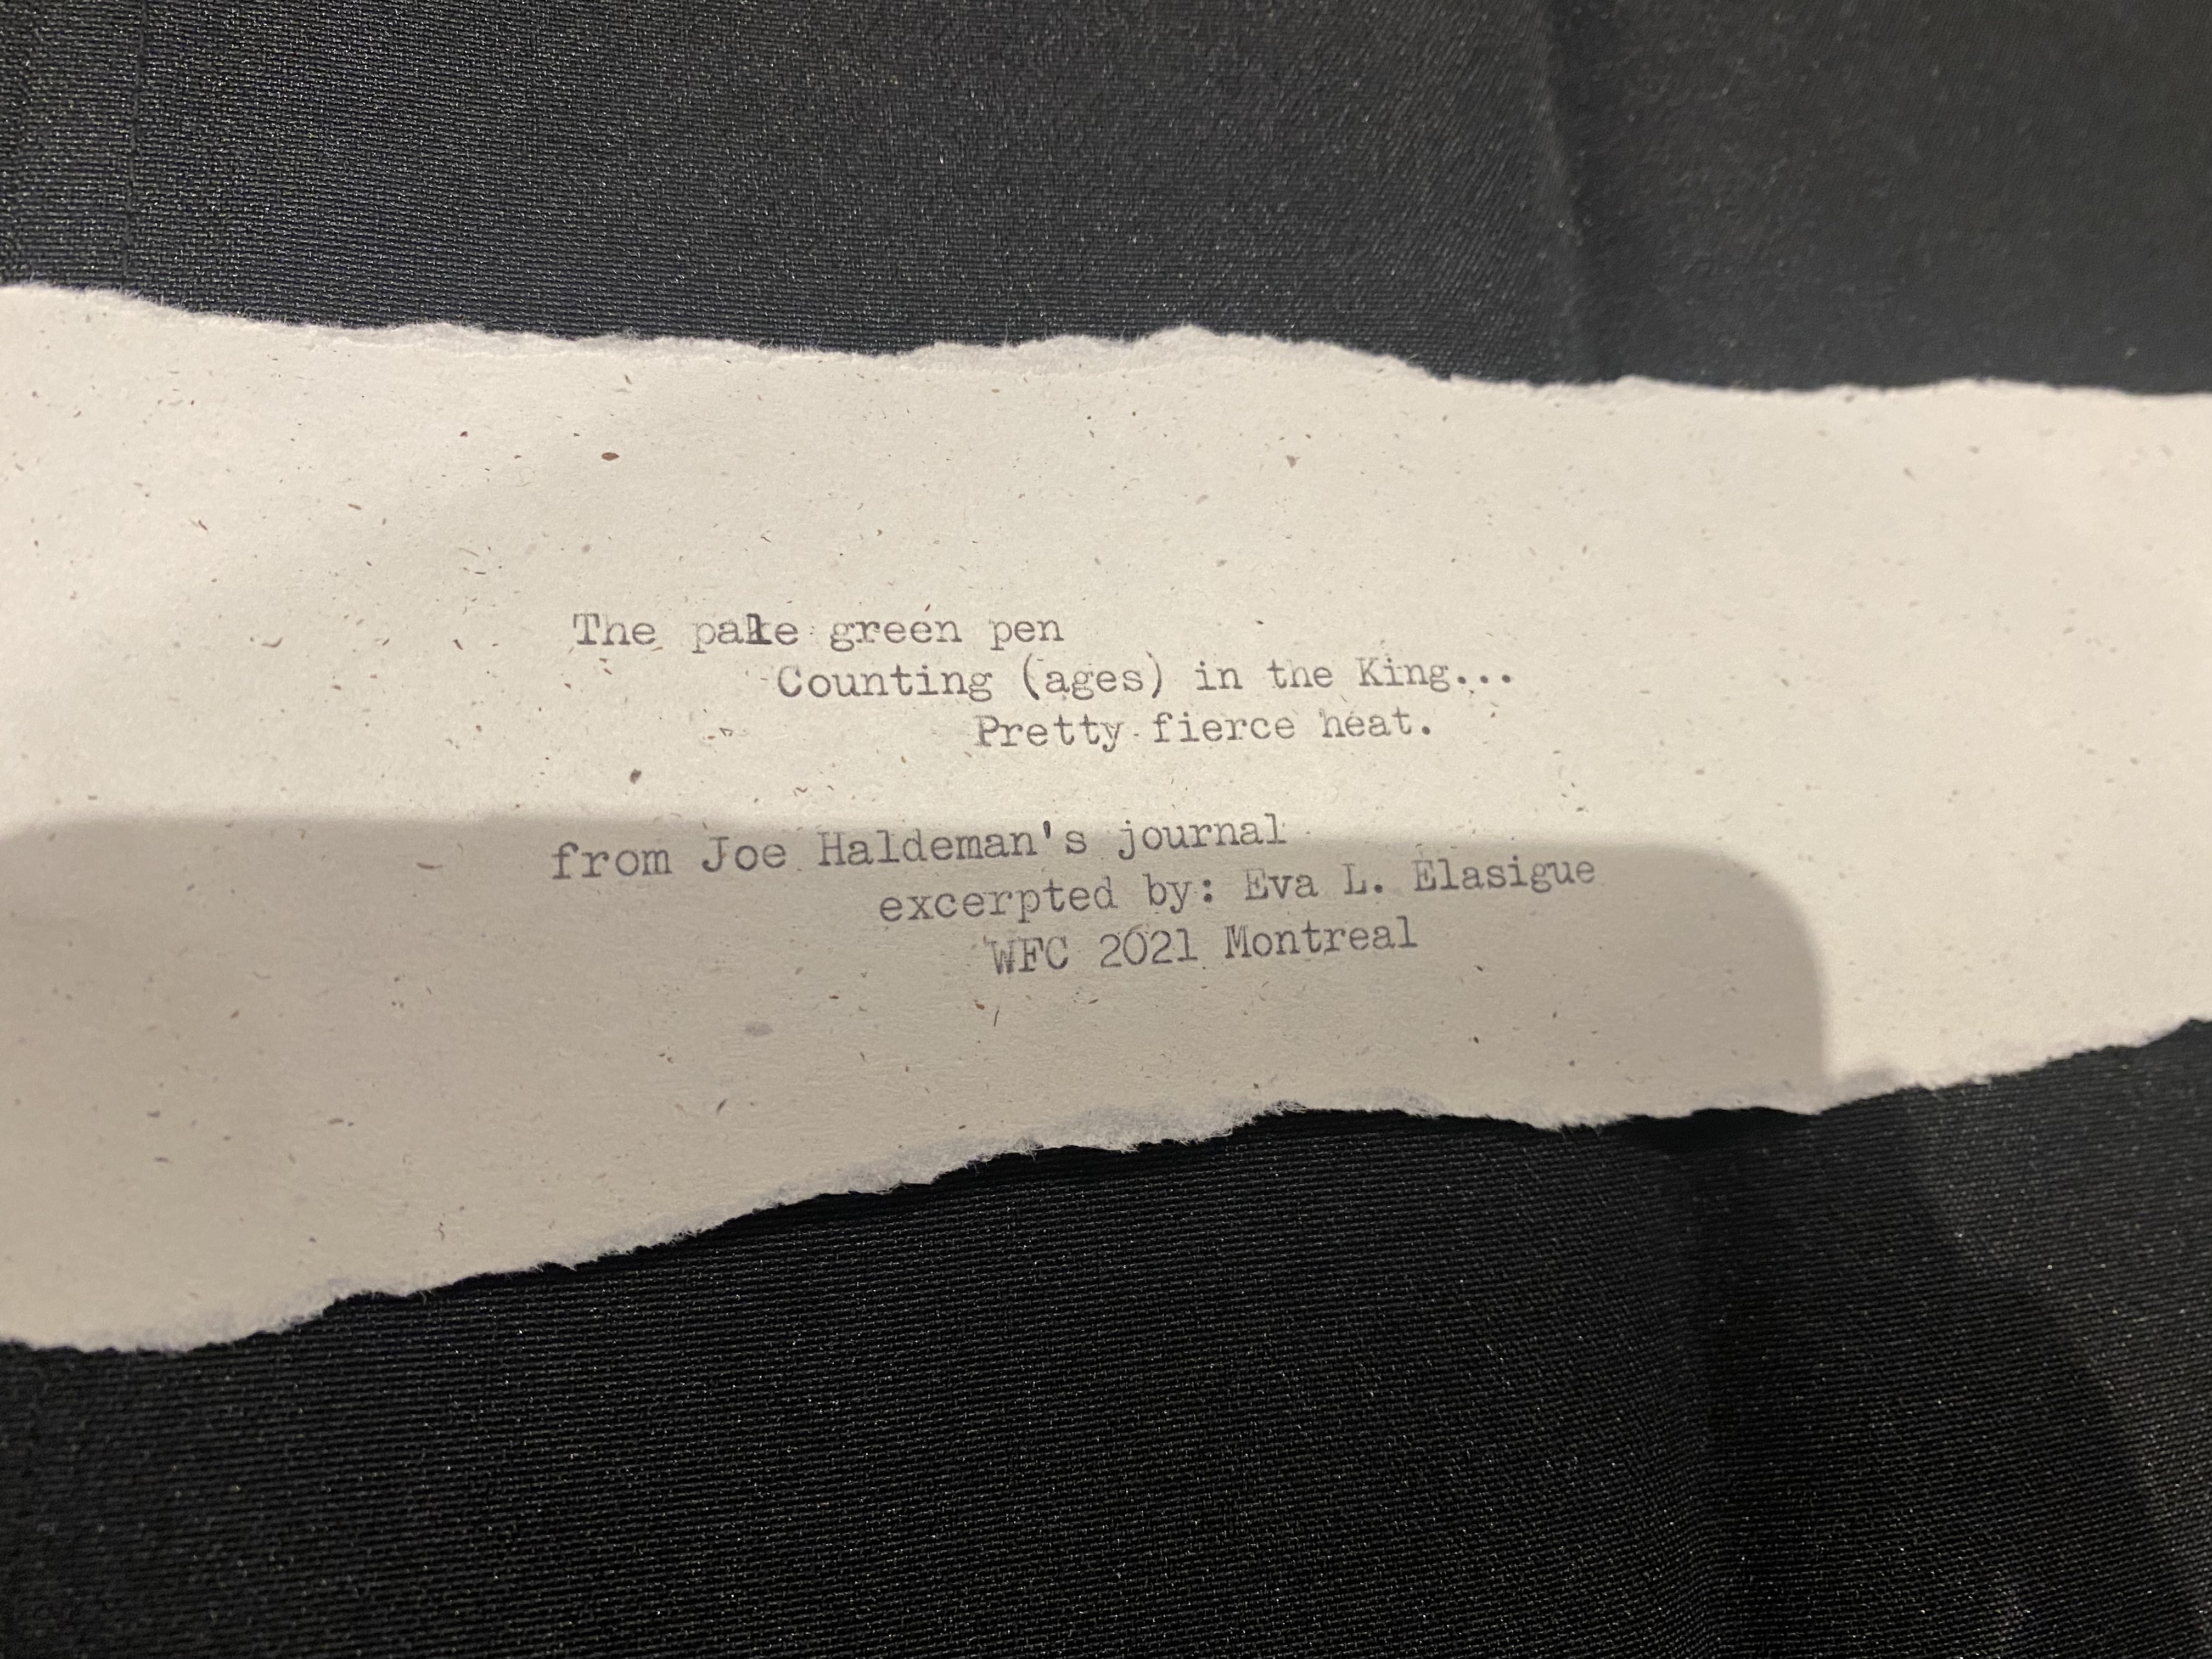 The pale green pen
Counting (ages) in the King...
Pretty fierce heat.
from Joe Haldeman's journal
excerpted by: Eva L. Elasigue
WFC 2021 Montreal